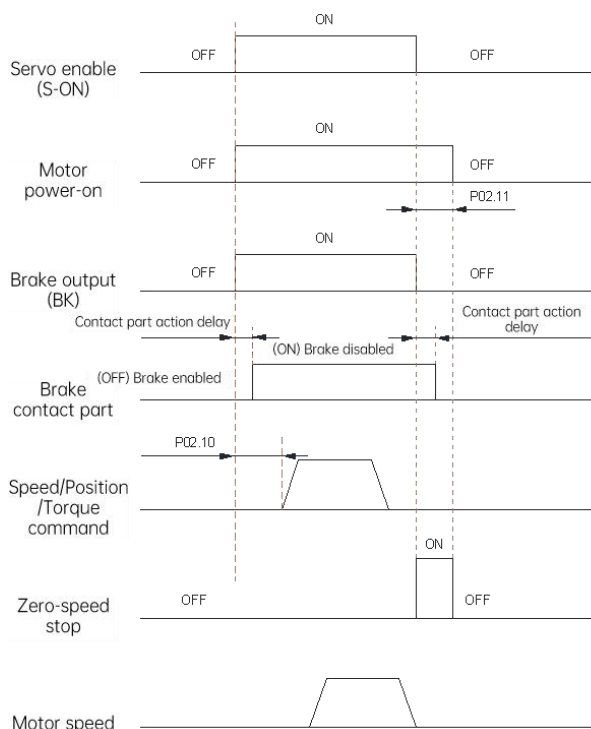 ON
OFF
OFF
Servo enable
(S-ON)
ON
OFF
OFF
Motor
power-on
P02.11
ON
OFF
OFF
Brake output
(BK)
Contact part action delay
Contact part action
delay
(ON) Brake disabled
(OFF) Brake enabled
Brake
contact part
P02.10
Speed/Position
/Torque
command
ON
OFF
OFF
Zero-speed
stop
Motor speed